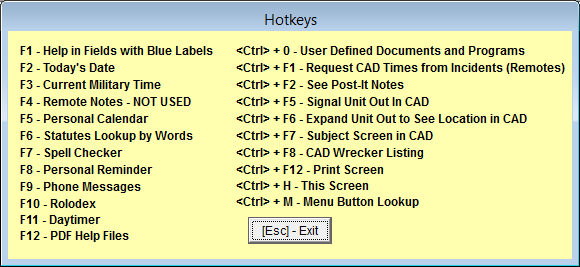 Hotkeys
F1 - Help in Fields with Blue Labels
F2 - Today's Date
F3 - Current Military Time
F4 - Remote Notes - NOT USED
F5 - Personal Calendar
F6 - Statutes Lookup by Words
F7 - Spell Checker
F8 - Personal Reminder
F9 - Phone Messages
F10 - Rolodex
F11 - Daytimer
F12 - PDF Help Files
<Ctrl> + 0 - User Defined Documents and Programs
<Ctrl> + F1 - Request CAD Times from Incidents (Remotes)
<Ctrl> + F2 - See Post-It Notes
<Ctrl> + F5 - Signal Unit Out In CAD
<Ctrl> + F6 - Expand Unit Out to See Location in CAD
<Ctrl> + F7 - Subject Screen in CAD
<Ctrl> + F8 - CAD Wrecker Listing
<Ctrl> + F12 - Print Screen
<Ctrl> + H - This Screen
<Ctrl> + M - Menu Button Lookup
[Esc] - Exit